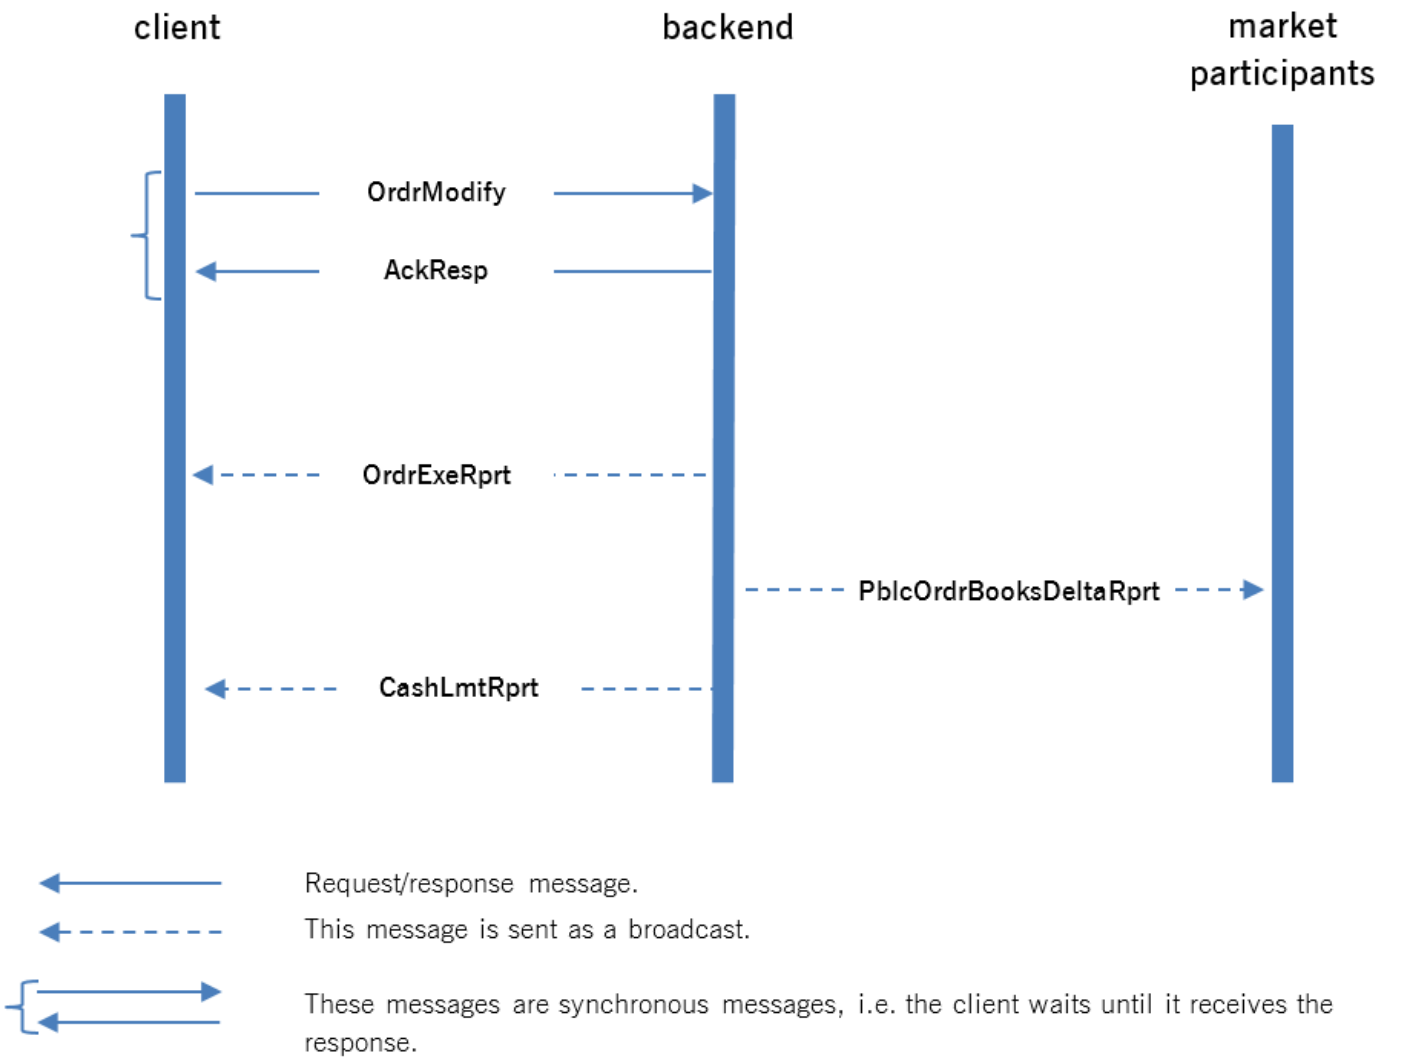 client
backend
market
participants
OrdrModify
AckResp
OrdrExeRprt
PblcOrdrBooksDeltaRprt
CashLmtRprt
Request/response message.
This message is sent as a broadcast.
These messages are synchronous messages, i.e. the client waits until it receives the
response.